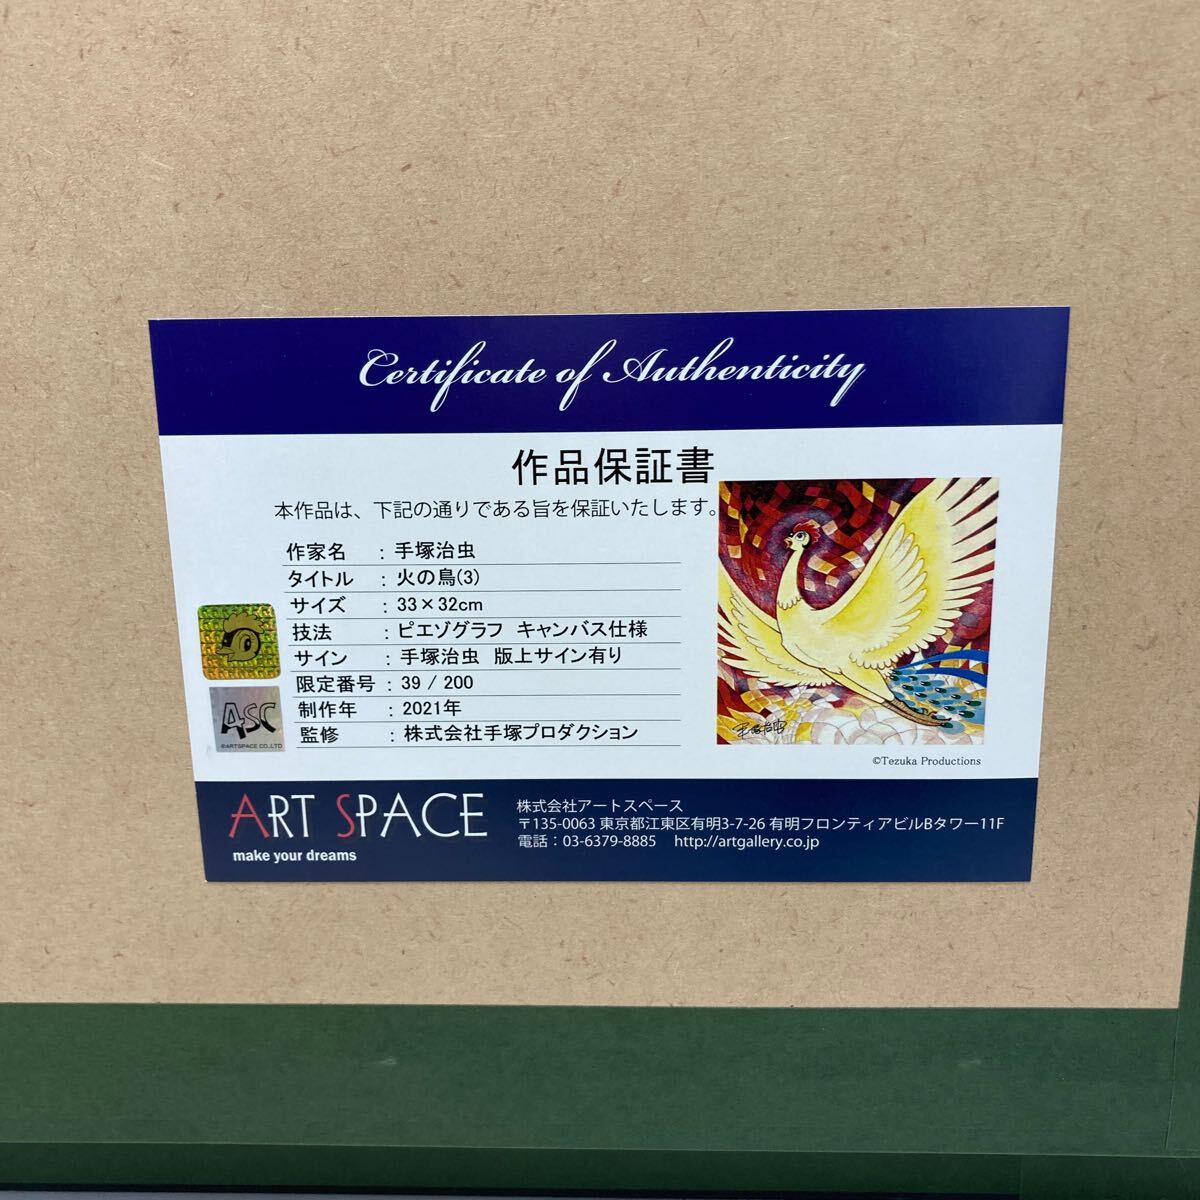 Certificate of Authenticity
作品保証書
本作品は、下記の通りである旨を保証いたします。
作家名 : 手塚治虫
タイトル : 火の鳥(3)
サイズ : 33×32cm
技法 : ピエゾグラフ キャンバス仕様
サイン : 手塚治虫 版上サイン有り
限定番号 : 39 / 200
制作年 : 2021年
監修 : 株式会社手塚プロダクション
ASC
©ARTSPACE CO.,LTD
手塚治虫
©Tezuka Productions
ART SPACE
make your dreams
株式会社アートスペース
〒135-0063 東京都江東区有明3-7-26 有明フロンティアビルBタワー11F
電話：03-6379-8885 http://artgallery.co.jp